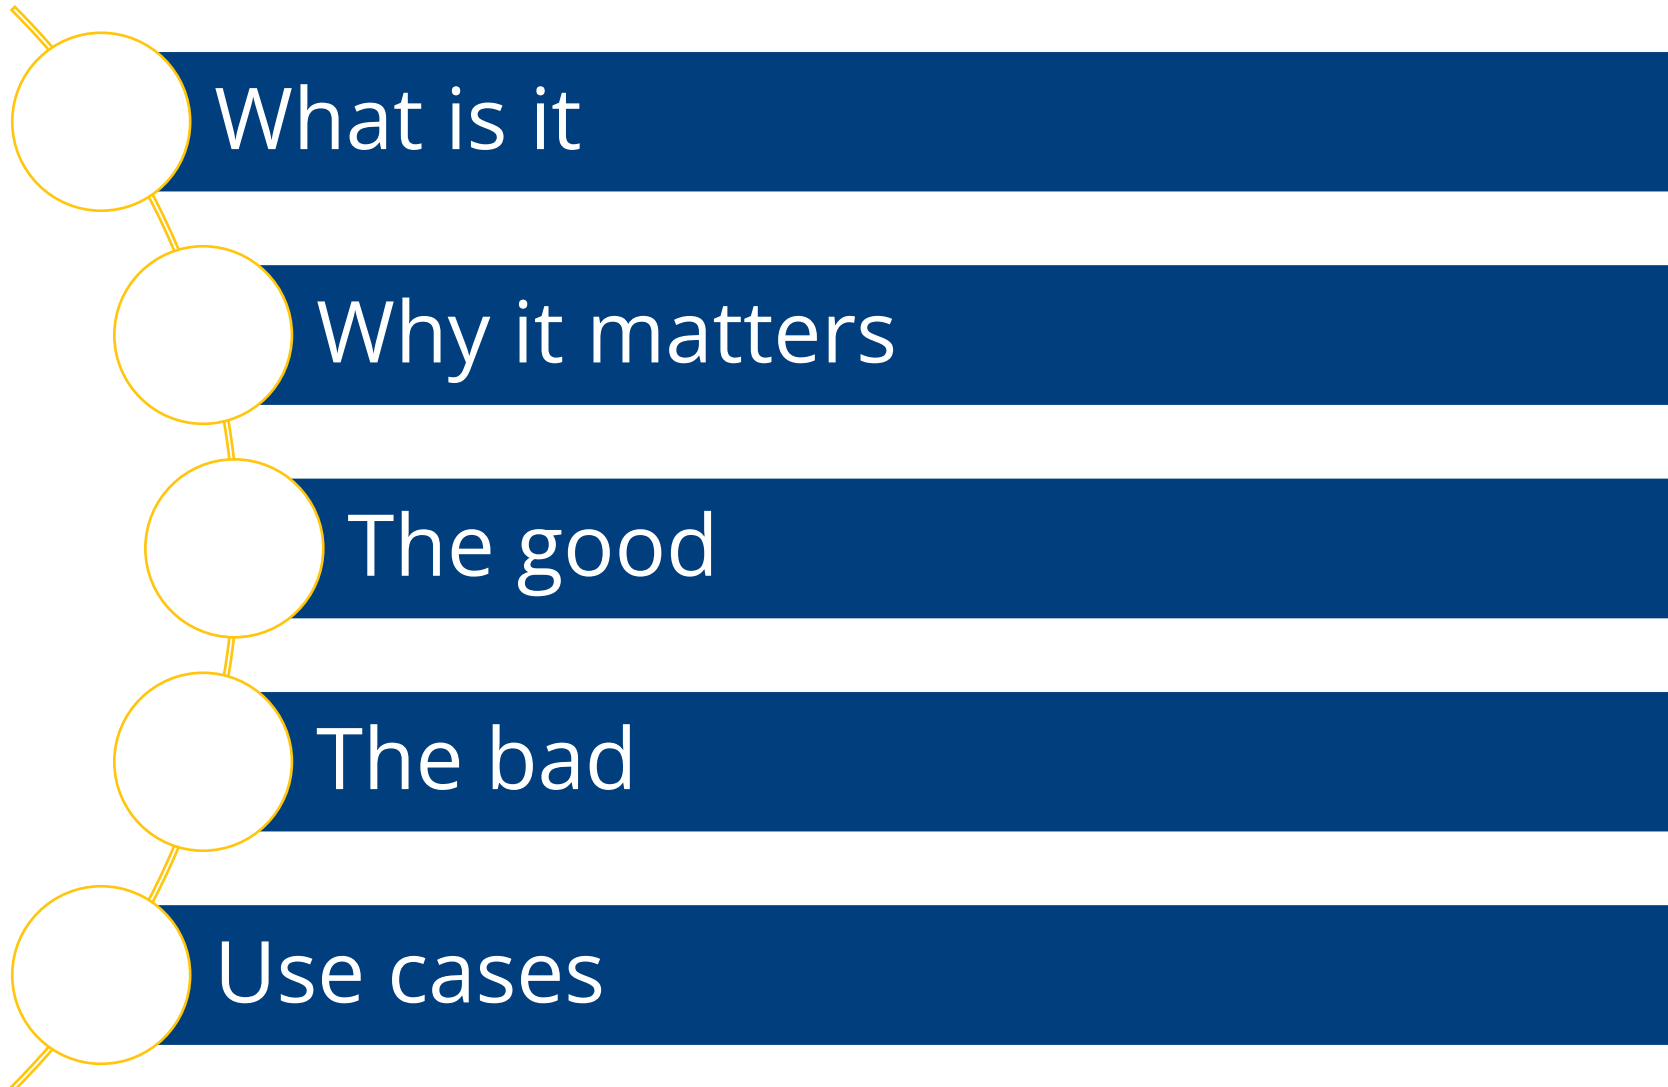 What is it
Why it matters
The good
The bad
Use cases